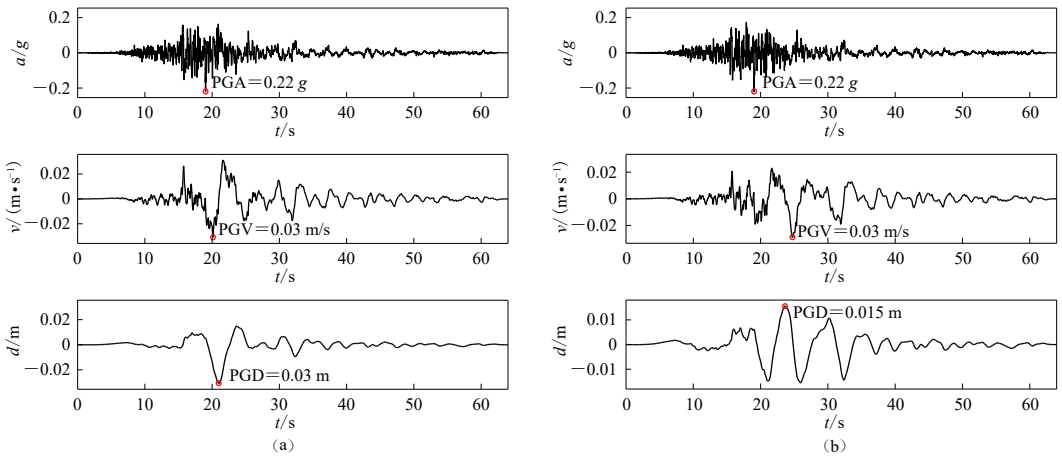 0.2
0
−0.2
a/g
PGA=0.22 g
0 10 20 30 40 50 60
t/s
0.02
0
−0.02
v/(m•s⁻¹)
PGV=0.03 m/s
0 10 20 30 40 50 60
t/s
0.02
0
−0.02
d/m
PGD=0.03 m
0 10 20 30 40 50 60
t/s
(a)
0.2
0
−0.2
a/g
PGA=0.22 g
0 10 20 30 40 50 60
t/s
0.02
0
−0.02
v/(m•s⁻¹)
PGV=0.03 m/s
0 10 20 30 40 50 60
t/s
0.01
0
−0.01
d/m
PGD=0.015 m
0 10 20 30 40 50 60
t/s
(b)